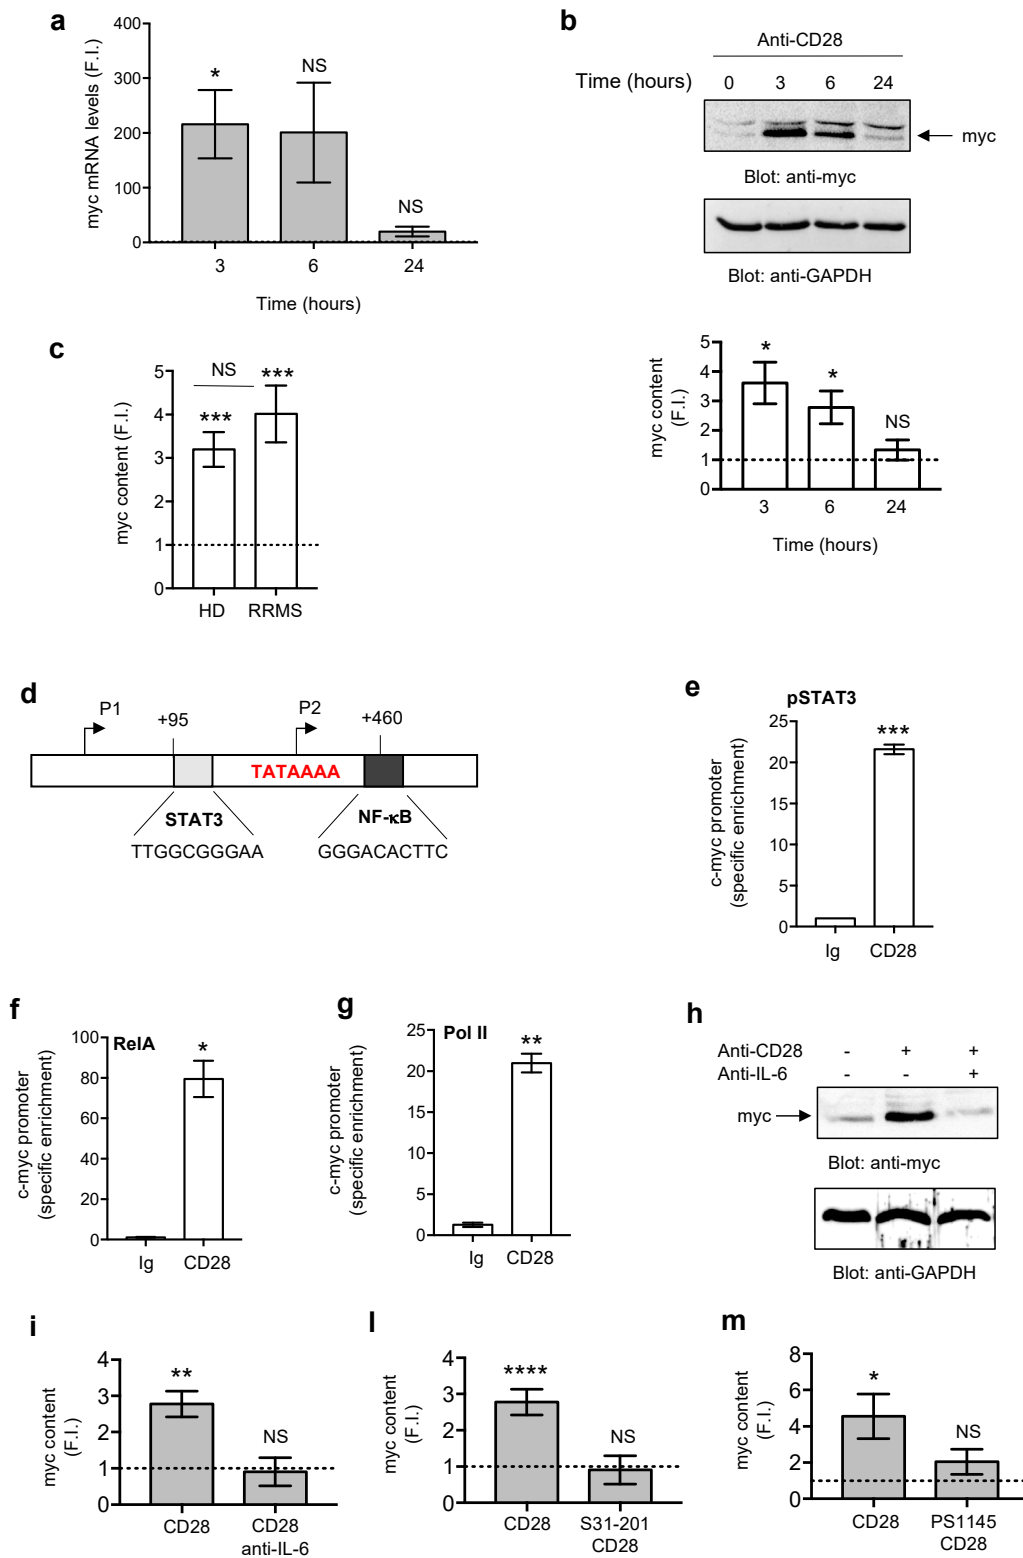 a
400
300
200
100
0
myc mRNA levels (F.I.)
*
NS
NS
3 6 24
Time (hours)
b
Anti-CD28
Time (hours) 0 3 6 24
myc
Blot: anti-myc
Blot: anti-GAPDH
5
4
3
2
1
0
myc content
(F.I.)
*
*
NS
3 6 24
Time (hours)
c
5
4
3
2
1
0
myc content (F.I.)
NS
***
***
HD RRMS
d
P1
+95
P2
+460
TATAAAA
STAT3
NF-κB
TTGGCGGGAA
GGGACACTTC
e
pSTAT3
25
20
15
10
5
0
c-myc promoter
(specific enrichment)
***
Ig CD28
f
RelA
100
80
60
40
20
0
c-myc promoter
(specific enrichment)
*
Ig CD28
g
Pol II
25
20
15
10
5
0
c-myc promoter
(specific enrichment)
**
Ig CD28
h
Anti-CD28 - + +
Anti-IL-6 - - +
myc
Blot: anti-myc
Blot: anti-GAPDH
i
4
3
2
1
0
myc content
(F.I.)
**
NS
CD28 CD28
anti-IL-6
l
4
3
2
1
0
myc content
(F.I.)
****
NS
CD28 S31-201
CD28
m
8
6
4
2
0
myc content
(F.I.)
*
NS
CD28 PS1145
CD28